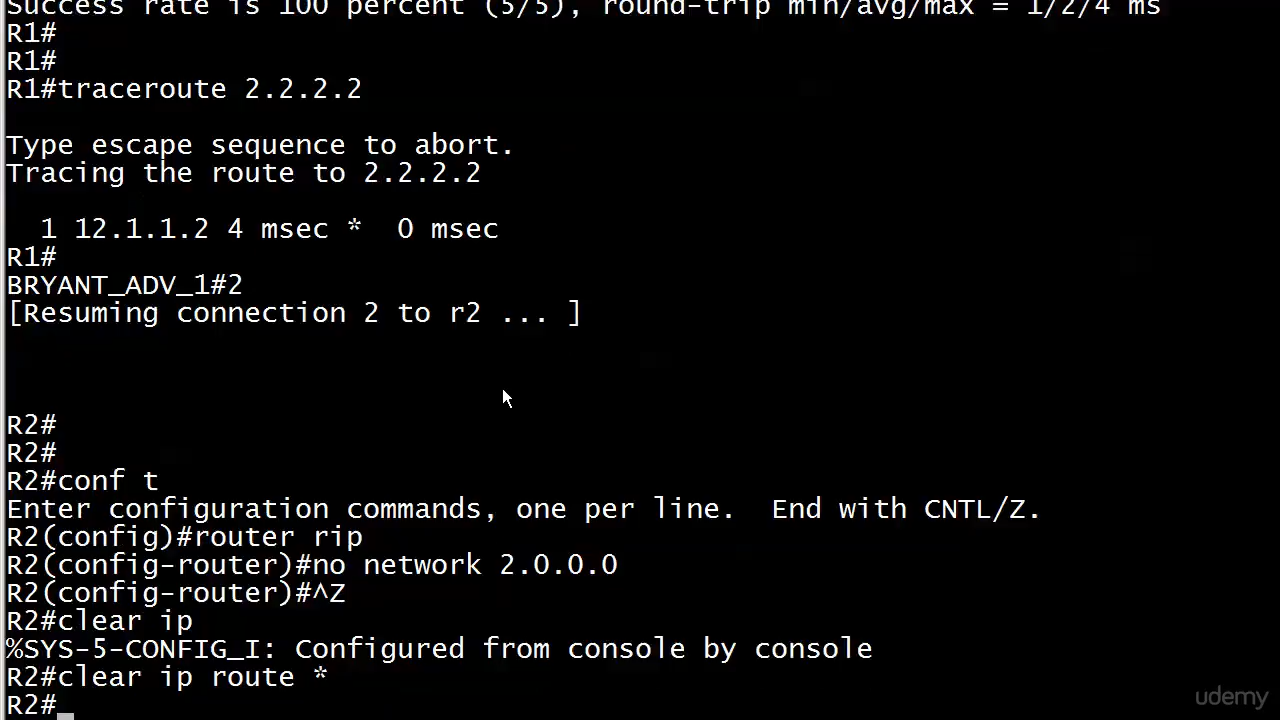 Success rate is 100 percent (5/5), round-trip min/avg/max = 1/2/4 ms
R1#
R1#
R1#traceroute 2.2.2.2
Type escape sequence to abort.
Tracing the route to 2.2.2.2
1 12.1.1.2 4 msec *  0 msec
R1#
BRYANT_ADV_1#2
[Resuming connection 2 to r2 ... ]
R2#
R2#
R2#conf t
Enter configuration commands, one per line.  End with CNTL/Z.
R2(config)#router rip
R2(config-router)#no network 2.0.0.0
R2(config-router)#^Z
R2#clear ip
%SYS-5-CONFIG_I: Configured from console by console
R2#clear ip route *
R2#
udemy